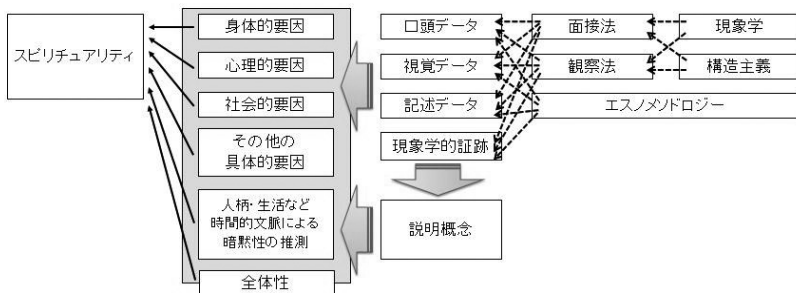 スピリチュアリティ
身体的要因
心理的要因
社会的要因
その他の
具体的要因
人柄・生活など
時間的文脈による
暗黙性の推測
全体性
口頭データ
視覚データ
記述データ
現象学的証跡
説明概念
面接法
観察法
エスノメソドロジー
現象学
構造主義